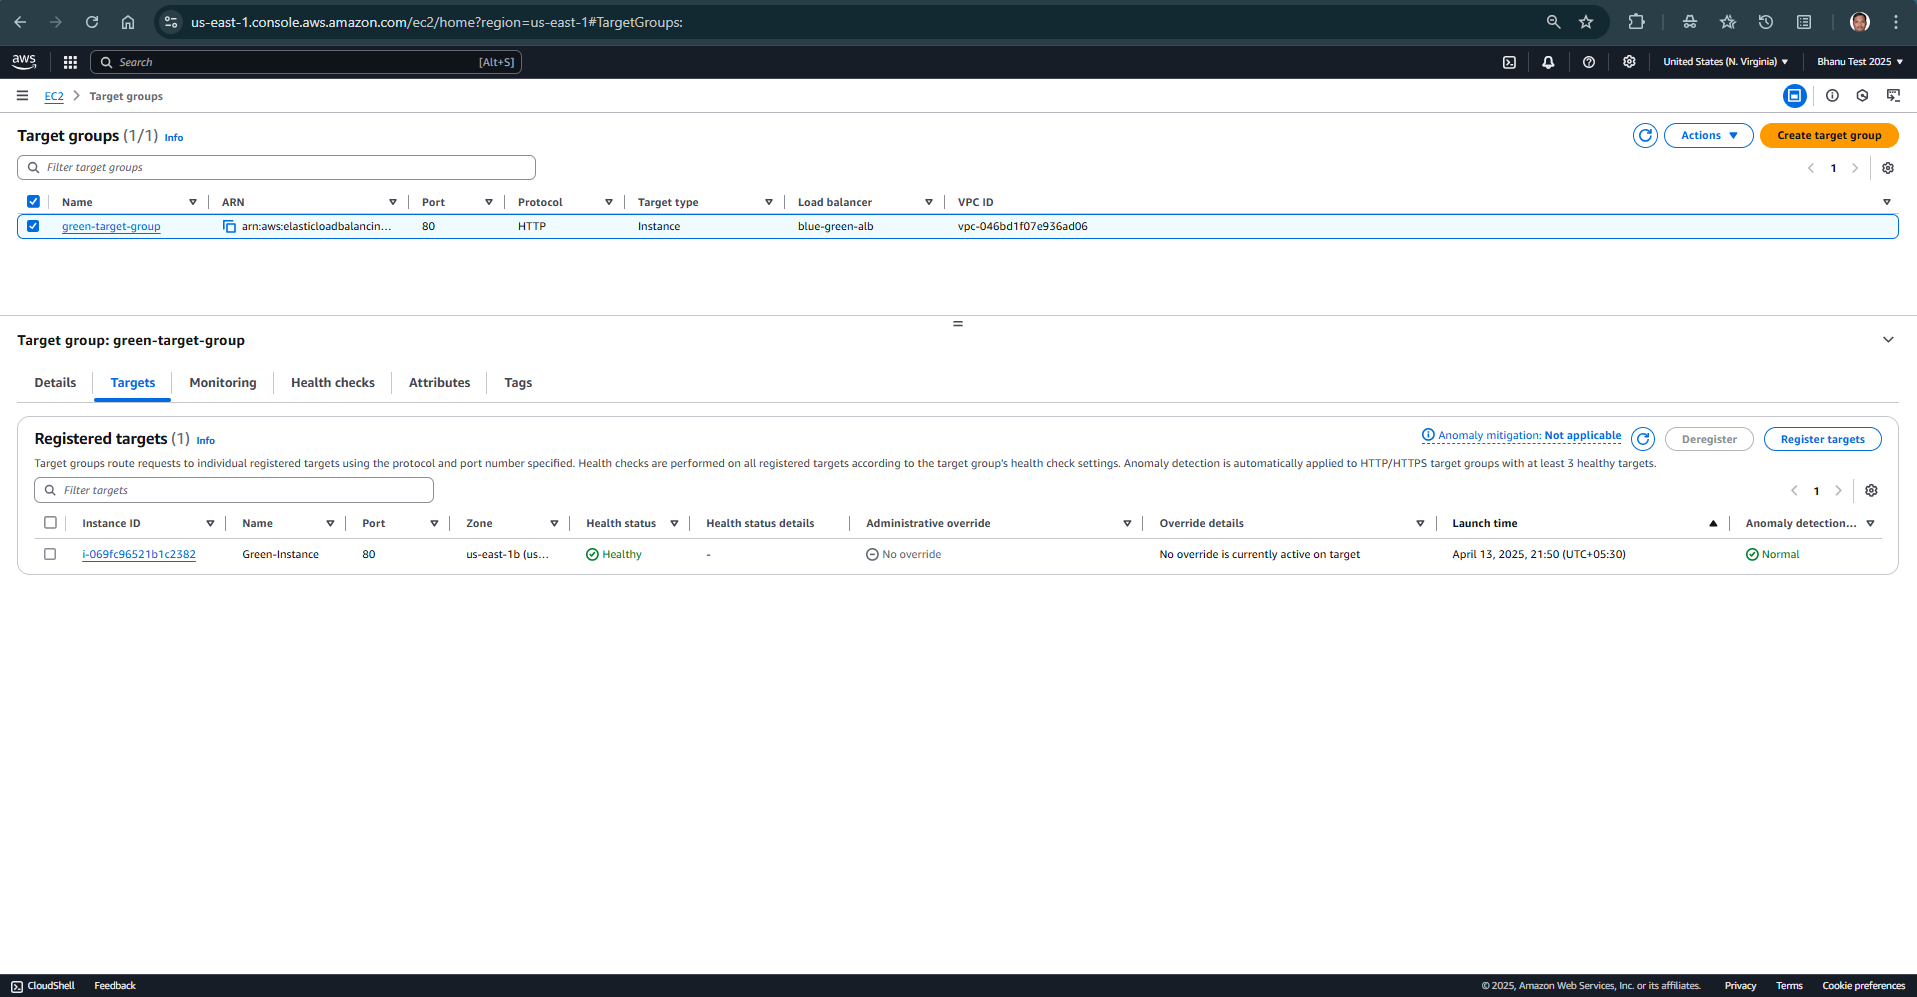 us-east-1.console.aws.amazon.com/ec2/home?region=us-east-1#TargetGroups:
aws Search [Alt+S] United States (N. Virginia) Bhanu Test 2025
EC2 Target groups
Target groups (1/1) Info Actions Create target group
Filter target groups 1
Name ARN Port Protocol Target type Load balancer VPC ID
green-target-group arn:aws:elasticloadbalancin... 80 HTTP Instance blue-green-alb vpc-046bd1f07e936ad06
Target group: green-target-group
Details Targets Monitoring Health checks Attributes Tags
Registered targets (1) Info Anomaly mitigation: Not applicable Deregister Register targets
Target groups route requests to individual registered targets using the protocol and port number specified. Health checks are performed on all registered targets according to the target group's health check settings. Anomaly detection is automatically applied to HTTP/HTTPS target groups with at least 3 healthy targets.
Filter targets 1
Instance ID Name Port Zone Health status Health status details Administrative override Override details Launch time Anomaly detection...
i-069fc96521b1c2382 Green-Instance 80 us-east-1b (us... Healthy - No override No override is currently active on target April 13, 2025, 21:50 (UTC+05:30) Normal
CloudShell Feedback © 2025, Amazon Web Services, Inc. or its affiliates. Privacy Terms Cookie preferences